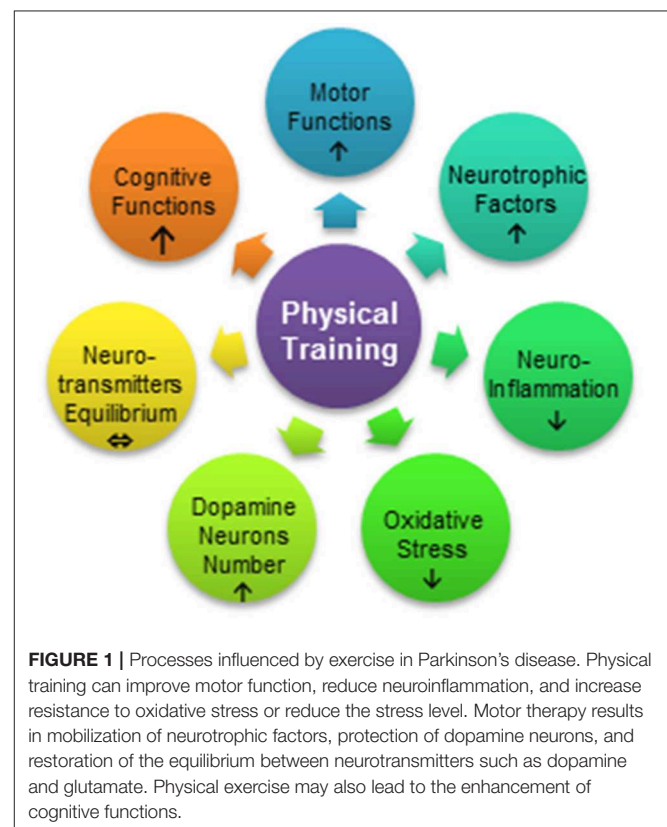 Motor
Functions
↑
Cognitive
Functions
↑
Neurotrophic
Factors
↑
Physical
Training
Neuro-
transmitters
Equilibrium
⇔
Neuro-
Inflammation
↓
Dopamine
Neurons
Number
↑
Oxidative
Stress
↓
FIGURE 1 | Processes influenced by exercise in Parkinson's disease. Physical
training can improve motor function, reduce neuroinflammation, and increase
resistance to oxidative stress or reduce the stress level. Motor therapy results
in mobilization of neurotrophic factors, protection of dopamine neurons, and
restoration of the equilibrium between neurotransmitters such as dopamine
and glutamate. Physical exercise may also lead to the enhancement of
cognitive functions.